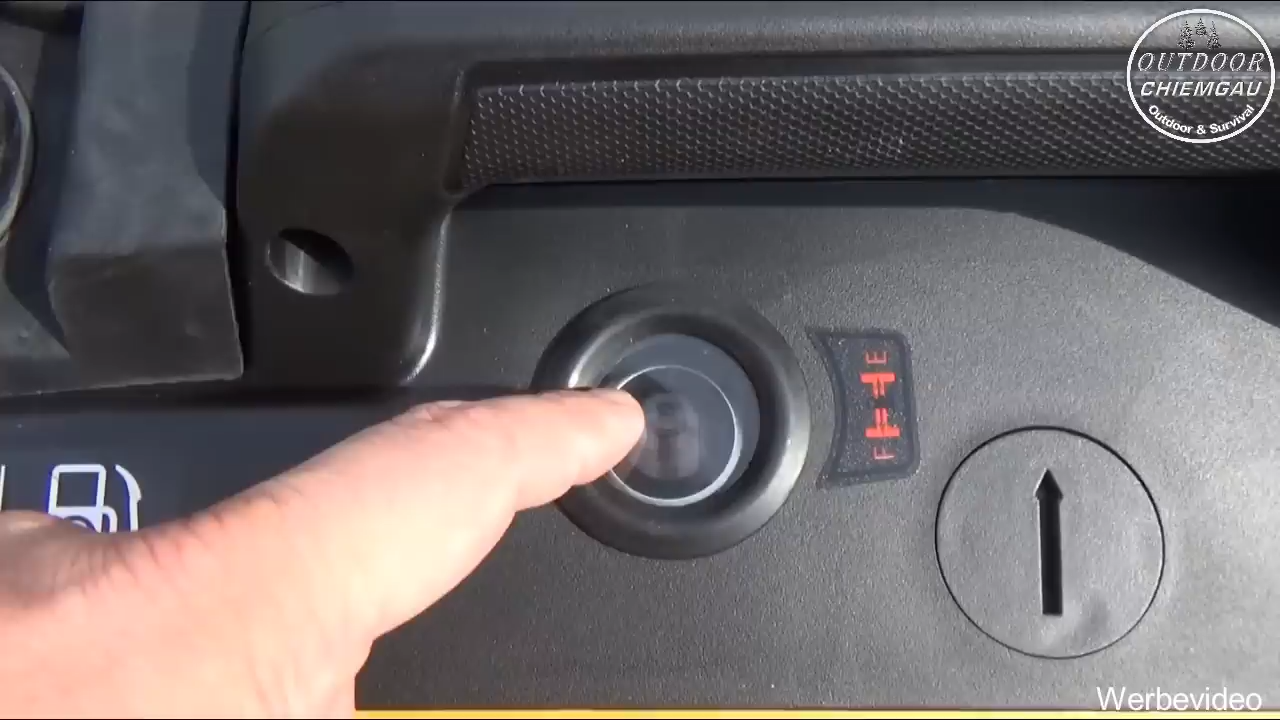 OUTDOOR
CHIEMGAU
Outdoor & Survival
E
F
Werbevideo